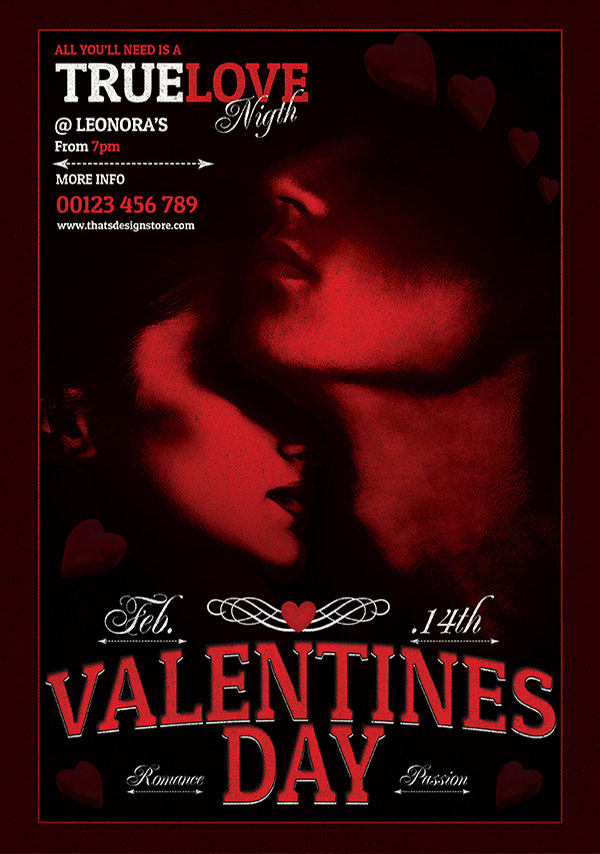 ALL YOU'LL NEED IS A
TRUELOVE
Nigth
@ LEONORA'S
From 7pm
MORE INFO
00123 456 789
www.thatsdesignstore.com
Feb. .14th
VALENTINES
DAY
Romance Passion